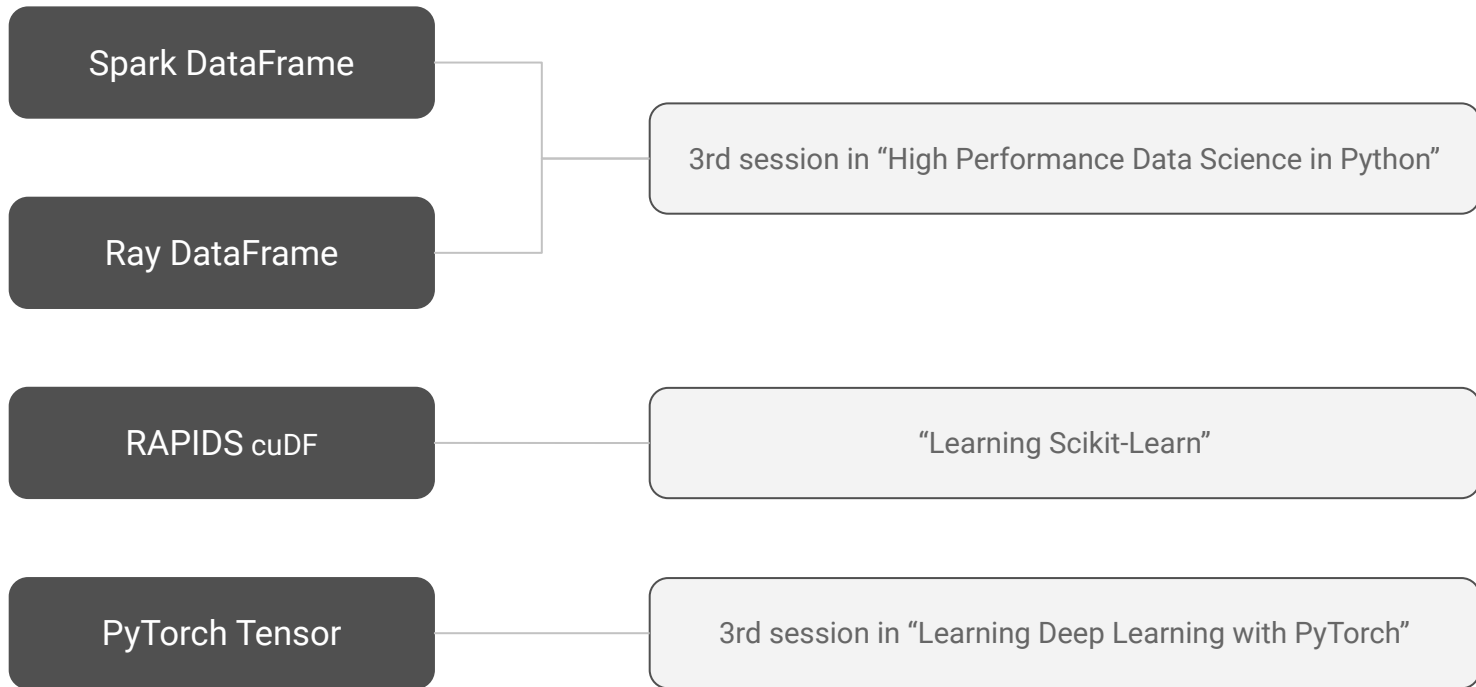 Spark DataFrame
3rd session in “High Performance Data Science in Python”
Ray DataFrame
RAPIDS cuDF
“Learning Scikit-Learn”
PyTorch Tensor
3rd session in “Learning Deep Learning with PyTorch”